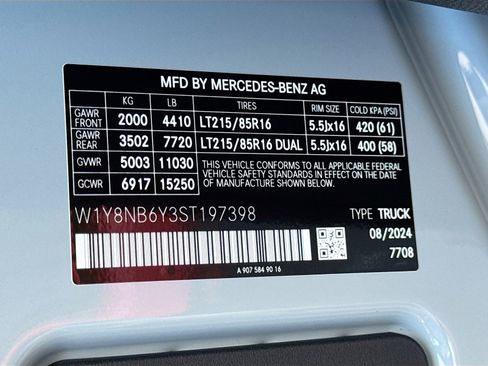 MFD BY MERCEDES-BENZ AG
KG LB TIRES RIM SIZE COLD KPA (PSI)
GAWR FRONT 2000 4410 LT215/85R16 5.5Jx16 420 (61)
GAWR REAR 3502 7720 LT215/85R16 DUAL 5.5Jx16 400 (58)
GVWR 5003 11030 THIS VEHICLE CONFORMS TO ALL APPLICABLE FEDERAL
VEHICLE SAFETY STANDARDS IN EFFECT ON THE DATE
GCWR 6917 15250 OF MANUFACTURE SHOWN BELOW.
W1Y8NB6Y3ST197398 TYPE TRUCK
08/2024
7708
A 907 584 90 16